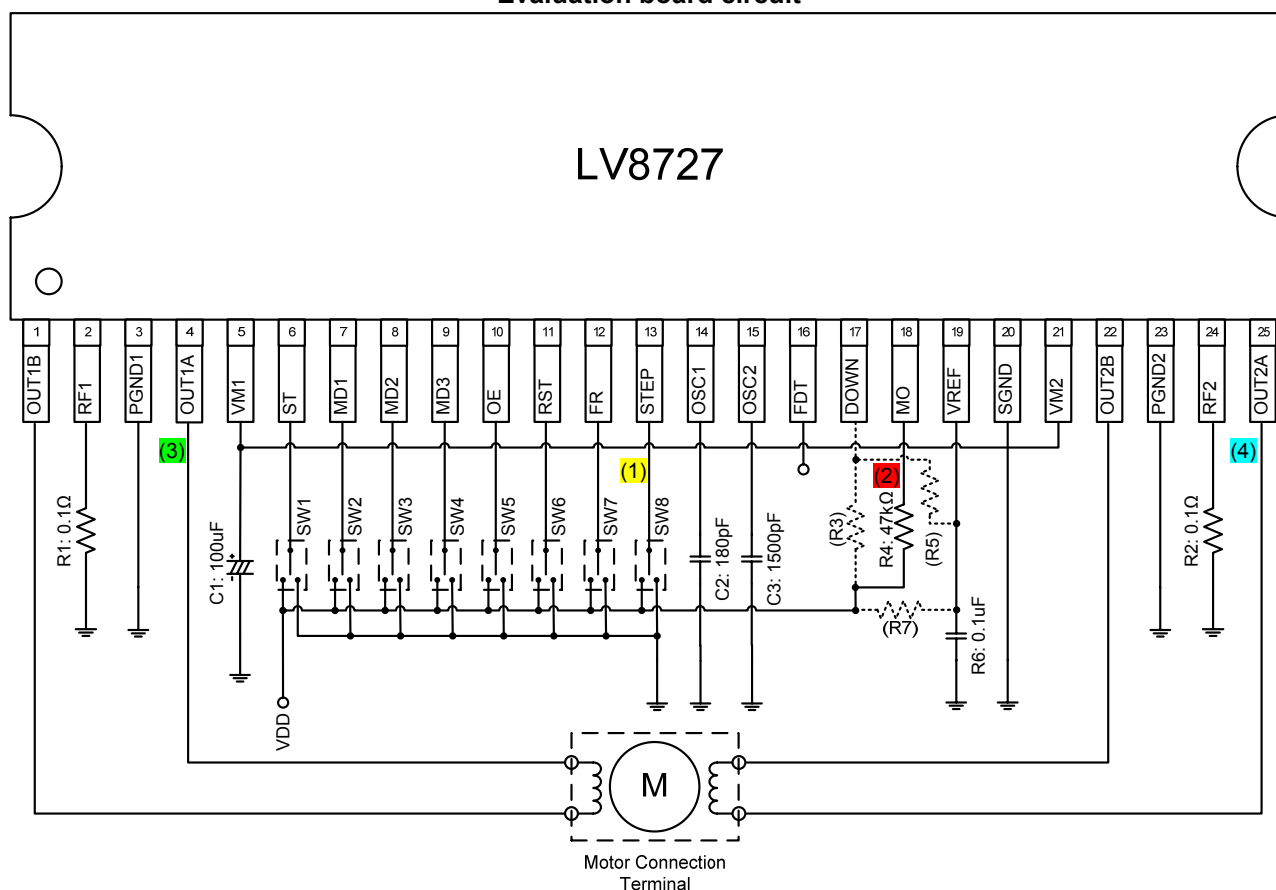 LV8727
1 2 3 4 5 6 7 8 9 10 11 12 13 14 15 16 17 18 19 20 21 22 23 24 25
OUT1B
RF1
PGND1
OUT1A
VM1
ST
MD1
MD2
MD3
OE
RST
FR
STEP
OSC1
OSC2
FDT
DOWN
MO
VREF
SGND
VM2
OUT2B
PGND2
RF2
OUT2A
(3)
(1)
(2)
(4)
R1: 0.1Ω
C1: 100uF
SW1
SW2
SW3
SW4
SW5
SW6
SW7
SW8
C2: 180pF
C3: 1500pF
(R3)
R4: 47kΩ
(R5)
R2: 0.1Ω
(R7)
R6: 0.1uF
VDD
M
Motor Connection
Terminal